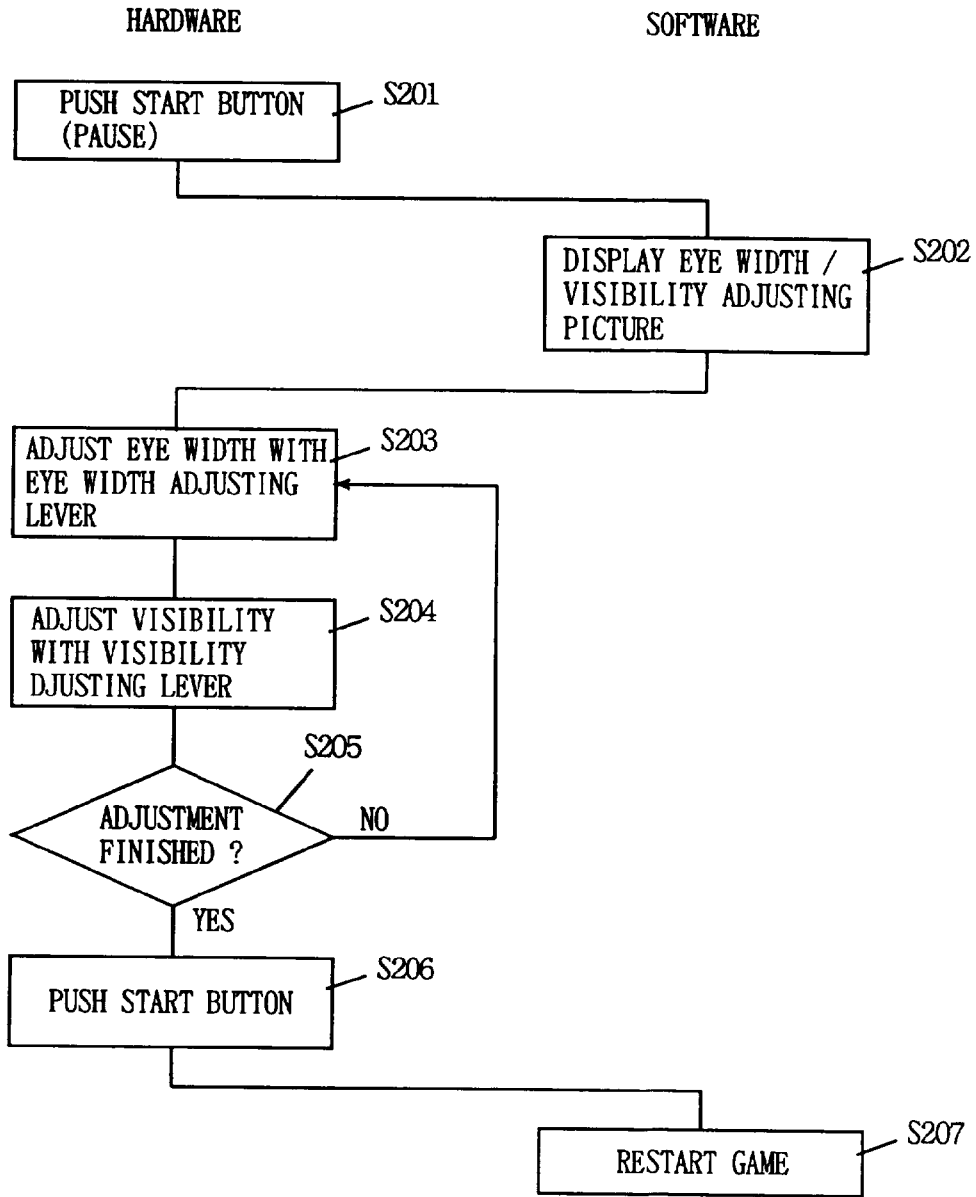 HARDWARE
SOFTWARE
PUSH START BUTTON
(PAUSE)
S201
DISPLAY EYE WIDTH /
VISIBILITY ADJUSTING
PICTURE
S202
ADJUST EYE WIDTH WITH
EYE WIDTH ADJUSTING
LEVER
S203
ADJUST VISIBILITY
WITH VISIBILITY
DJUSTING LEVER
S204
S205
ADJUSTMENT
FINISHED ?
NO
YES
PUSH START BUTTON
S206
RESTART GAME
S207